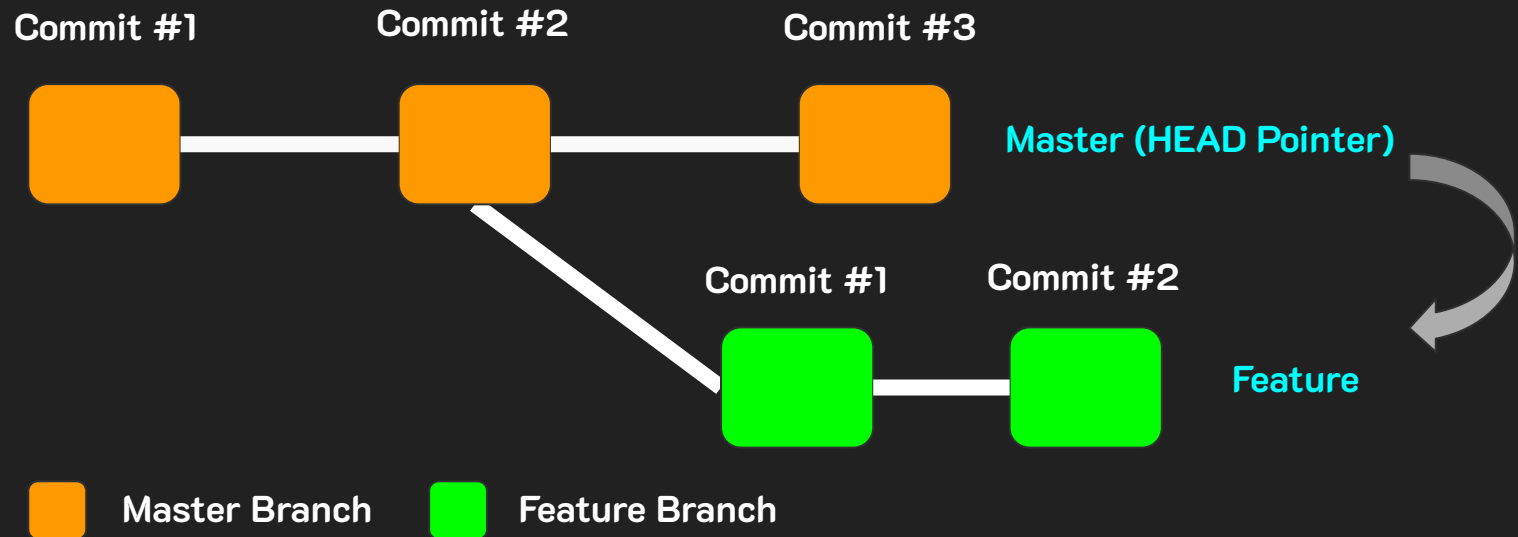 Commit #1
Commit #2
Commit #3
Master (HEAD Pointer)
Commit #1
Commit #2
Feature
Master Branch
Feature Branch